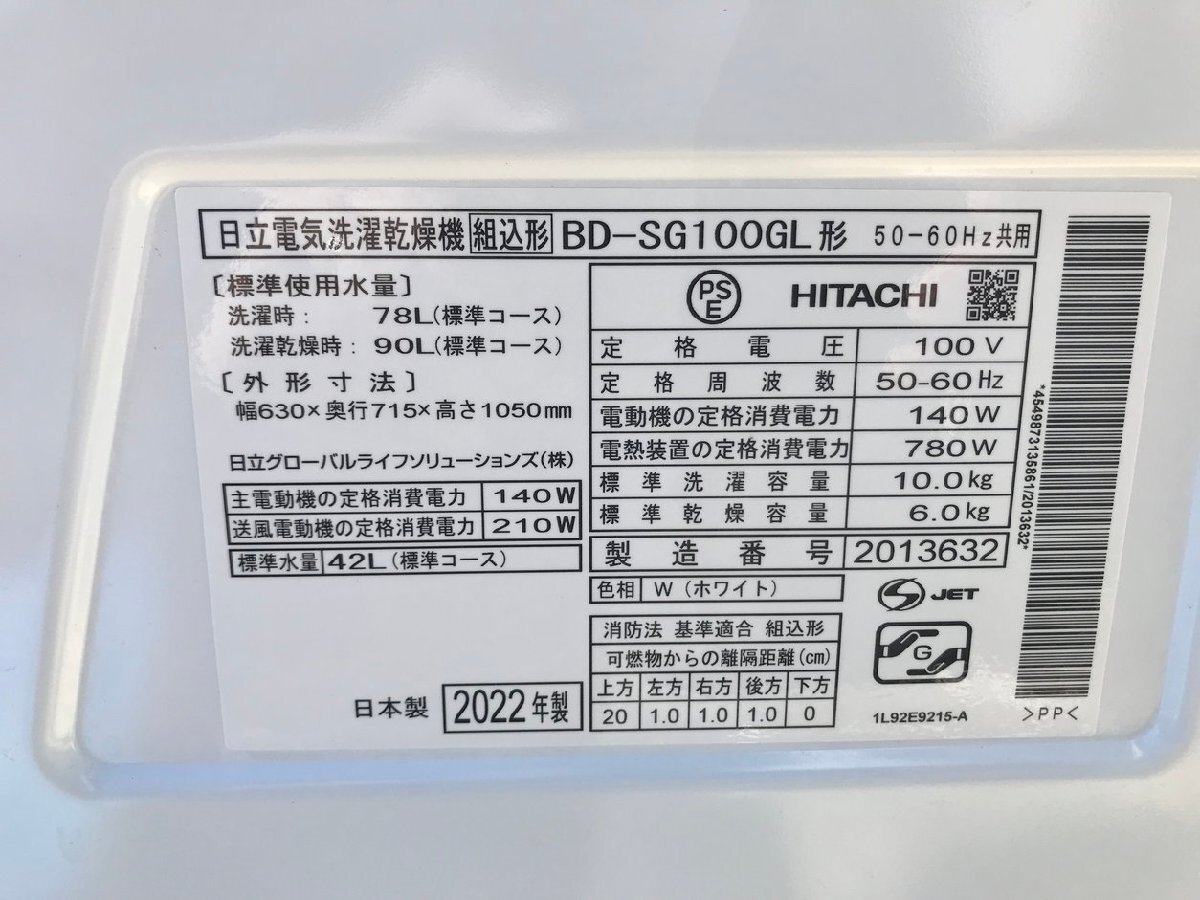 日立電気洗濯乾燥機 組込形 BD-SG100GL形 50-60Hz共用
〔標準使用水量〕
洗濯時: 78L(標準コース)
洗濯乾燥時: 90L(標準コース)
〔外形寸法〕
幅630×奥行715×高さ1050mm
日立グローバルライフソリューションズ(株)
主電動機の定格消費電力 140W
送風電動機の定格消費電力 210W
標準水量 42L(標準コース)
日本製 2022年製
PSE HITACHI
定格電圧 100V
定格周波数 50-60Hz
電動機の定格消費電力 140W
電熱装置の定格消費電力 780W
標準洗濯容量 10.0kg
標準乾燥容量 6.0kg
製造番号 2013632
色相 W(ホワイト)
消防法 基準適合 組込形
可燃物からの離隔距離(cm)
上方 左方 右方 後方 下方
20 1.0 1.0 1.0 0
S JET
G
1L92E9215-A
>PP<
*4549873135861/2013632*